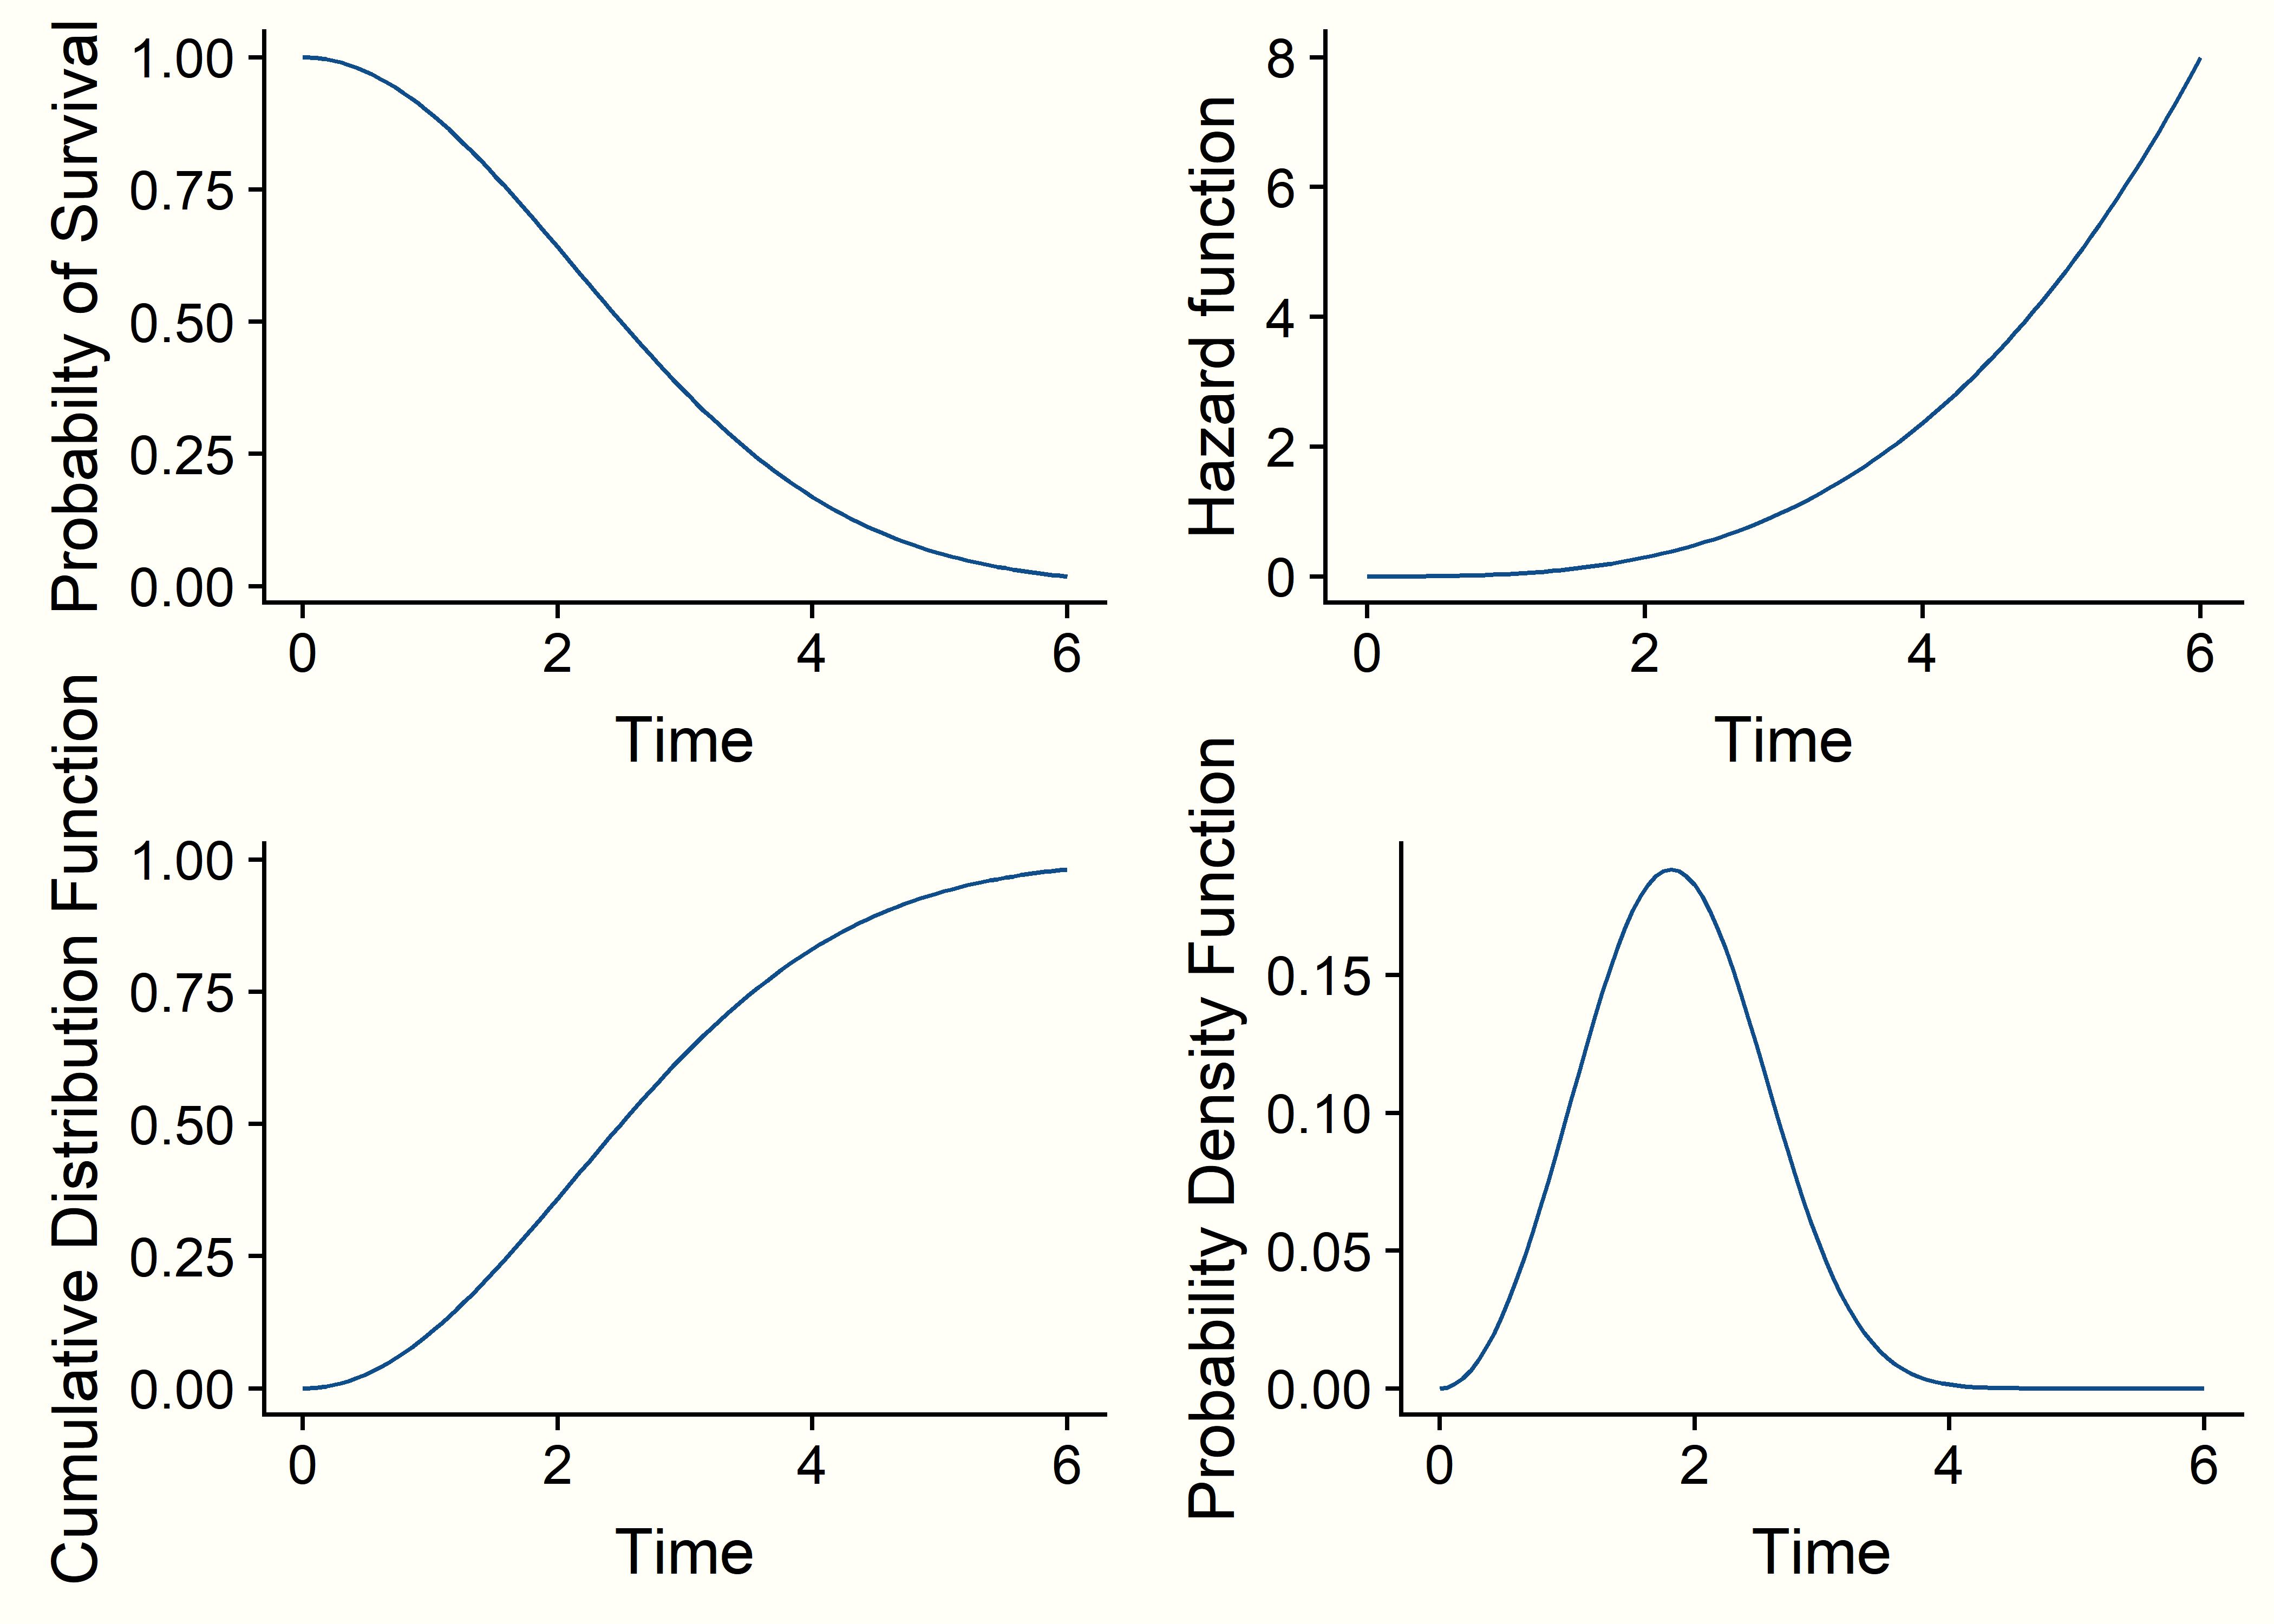 Probabilty of Survival
1.00
0.75
0.50
0.25
0.00
0 2 4 6
Time
Hazard function
8
6
4
2
0
0 2 4 6
Time
Cumulative Distribution Function
1.00
0.75
0.50
0.25
0.00
0 2 4 6
Time
Probability Density Function
0.15
0.10
0.05
0.00
0 2 4 6
Time